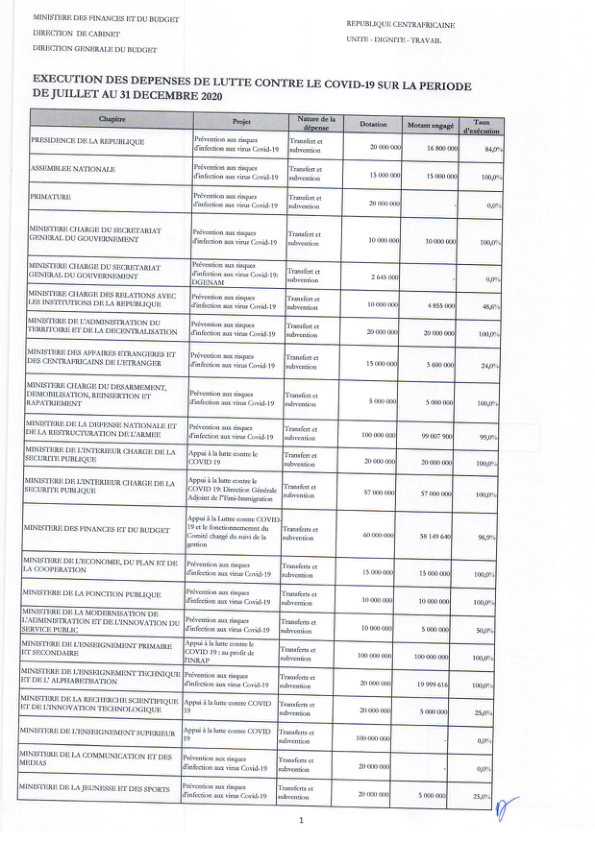 MINISTERE DES FINANCES ET DU BUDGET
DIRECTION DE CABINET
DIRECTION GENERALE DU BUDGET
REPUBLIQUE CENTRAFRICAINE
UNITE - DIGNITE - TRAVAIL
EXECUTION DES DEPENSES DE LUTTE CONTRE LE COVID-19 SUR LA PERIODE
DE JUILLET AU 31 DECEMBRE 2020
Chapitre Projet Nature de la dépense Dotation Motant engagé Taux d'exécution
PRESIDENCE DE LA REPUBLIQUE Prévention aux risques d'infection aux virus Covid-19 Transfert et subvention 20 000 000 16 800 000 84,0%
ASSEMBLEE NATIONALE Prévention aux risques d'infection aux virus Covid-19 Transfert et subvention 15 000 000 15 000 000 100,0%
PRIMATURE Prévention aux risques d'infection aux virus Covid-19 Transfert et subvention 20 000 000 - 0,0%
MINISTERE CHARGE DU SECRETARIAT GENERAL DU GOUVERNEMENT Prévention aux risques d'infection aux virus Covid-19 Transfert et subvention 10 000 000 10 000 000 100,0%
MINISTERE CHARGE DU SECRETARIAT GENERAL DU GOUVERNEMENT Prévention aux risques d'infection aux virus Covid-19: DGENAM Transfert et subvention 2 645 000 - 0,0%
MINISTERE CHARGE DES RELATIONS AVEC LES INSTITUTIONS DE LA REPUBLIQUE Prévention aux risques d'infection aux virus Covid-19 Transfert et subvention 10 000 000 4 855 000 48,6%
MINISTERE DE L'ADMINISTRATION DU TERRITOIRE ET DE LA DECENTRALISATION Prévention aux risques d'infection aux virus Covid-19 Transfert et subvention 20 000 000 20 000 000 100,0%
MINISTERE DES AFFAIRES ETRANGERES ET DES CENTRAFRICAINS DE L'ETRANGER Prévention aux risques d'infection aux virus Covid-19 Transfert et subvention 15 000 000 3 600 000 24,0%
MINISTERE CHARGE DU DESARMEMENT, DEMOBILISATION, REINSERTION ET RAPATRIEMENT Prévention aux risques d'infection aux virus Covid-19 Transfert et subvention 5 000 000 5 000 000 100,0%
MINISTERE DE LA DEFENSE NATIONALE ET DE LA RESTRUCTURATION DE L'ARMEE Prévention aux risques d'infection aux virus Covid-19 Transfert et subvention 100 000 000 99 007 900 99,0%
MINISTERE DE L'INTERIEUR CHARGE DE LA SECURITE PUBLIQUE Appui à la lutte contre le COVID 19 Transfert et subvention 20 000 000 20 000 000 100,0%
MINISTERE DE L'INTERIEUR CHARGE DE LA SECURITE PUBLIQUE Appui à la lutte contre le COVID 19: Direction Générale Adjoint de l''Emi-Immigration Transferts et subvention 57 000 000 57 000 000 100,0%
MINISTERE DES FINANCES ET DU BUDGET Appui à la Luttre contre COVID-19 et le fonctionnememnt du Comité chargé du suivi de la gestion Transferts et subvention 60 000 000 58 149 640 96,9%
MINISTERE DE L'ECONOMIE, DU PLAN ET DE LA COOPERATION Prévention aux risques d'infection aux virus Covid-19 Transferts et subvention 15 000 000 15 000 000 100,0%
MINISTERE DE LA FONCTION PUBLIQUE Prévention aux risques d'infection aux virus Covid-19 Transferts et subvention 10 000 000 10 000 000 100,0%
MINISTERE DE LA MODERNISATION DE L'ADMINISTRATION ET DE L'INNOVATION DU SERVICE PUBLIC Prévention aux risques d'infection aux virus Covid-19 Transferts et subvention 10 000 000 5 000 000 50,0%
MINISTERE DE L'ENSEIGNEMENT PRIMAIRE ET SECONDAIRE Appui à la lutte contre le COVID 19 : au profit de l'INRAP Transferts et subvention 100 000 000 100 000 000 100,0%
MINISTERE DE L'ENSEIGNEMENT TECHNIQUE ET DE L' ALPHABETISATION Prévention aux risques d'infection aux virus Covid-19 Transferts et subvention 20 000 000 19 999 616 100,0%
MINISTERE DE LA RECHERCHE SCIENTIFIQUE ET DE L'INNOVATION TECHNOLOGIQUE Appui à la lutte contre COVID 19 Transferts et subvention 20 000 000 5 000 000 25,0%
MINISTERE DE L'ENSEIGNEMENT SUPERIEUR Appui à la lutte contre COVID 19 Transferts et subvention 100 000 000 - 0,0%
MINISTERE DE LA COMMUNICATION ET DES MEDIAS Prévention aux risques d'infection aux virus Covid-19 Transferts et subvention 20 000 000 - 0,0%
MINISTERE DE LA JEUNESSE ET DES SPORTS Prévention aux risques d'infection aux virus Covid-19 Transferts et subvention 20 000 000 5 000 000 25,0%
1